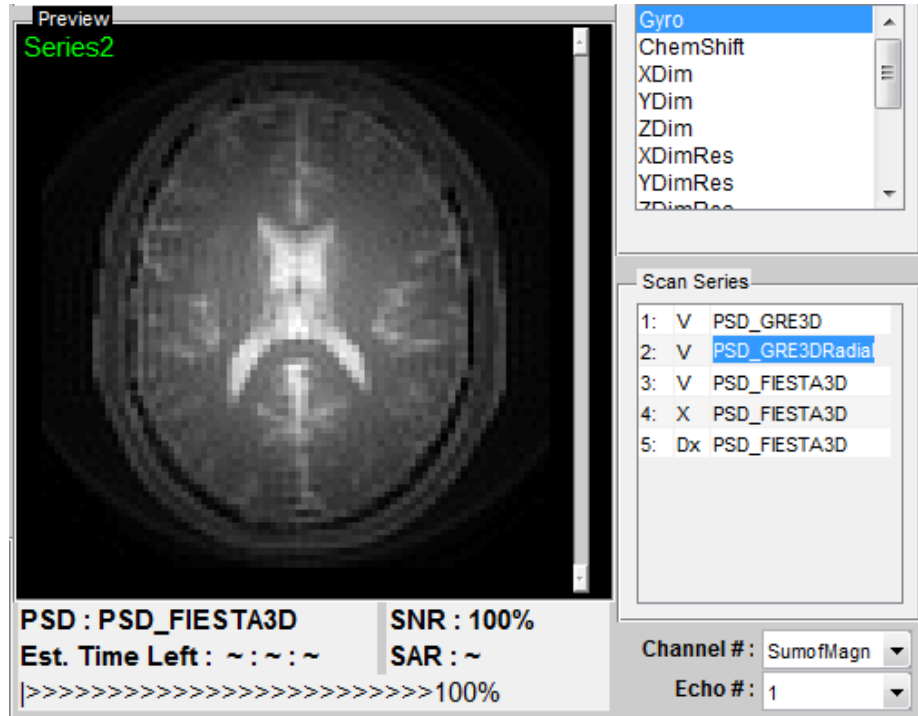 Preview
Series2
Gyro
ChemShift
XDim
YDim
ZDim
XDimRes
YDimRes
ZDimRes
Scan Series
1: V PSD_GRE3D
2: V PSD_GRE3DRadial
3: V PSD_FIESTA3D
4: X PSD_FIESTA3D
5: Dx PSD_FIESTA3D
PSD : PSD_FIESTA3D
SNR : 100%
Est. Time Left : ~ : ~ : ~
SAR : ~
|>>>>>>>>>>>>>>>>>>>>>>>>>>100%
Channel # : SumofMagn
Echo # : 1